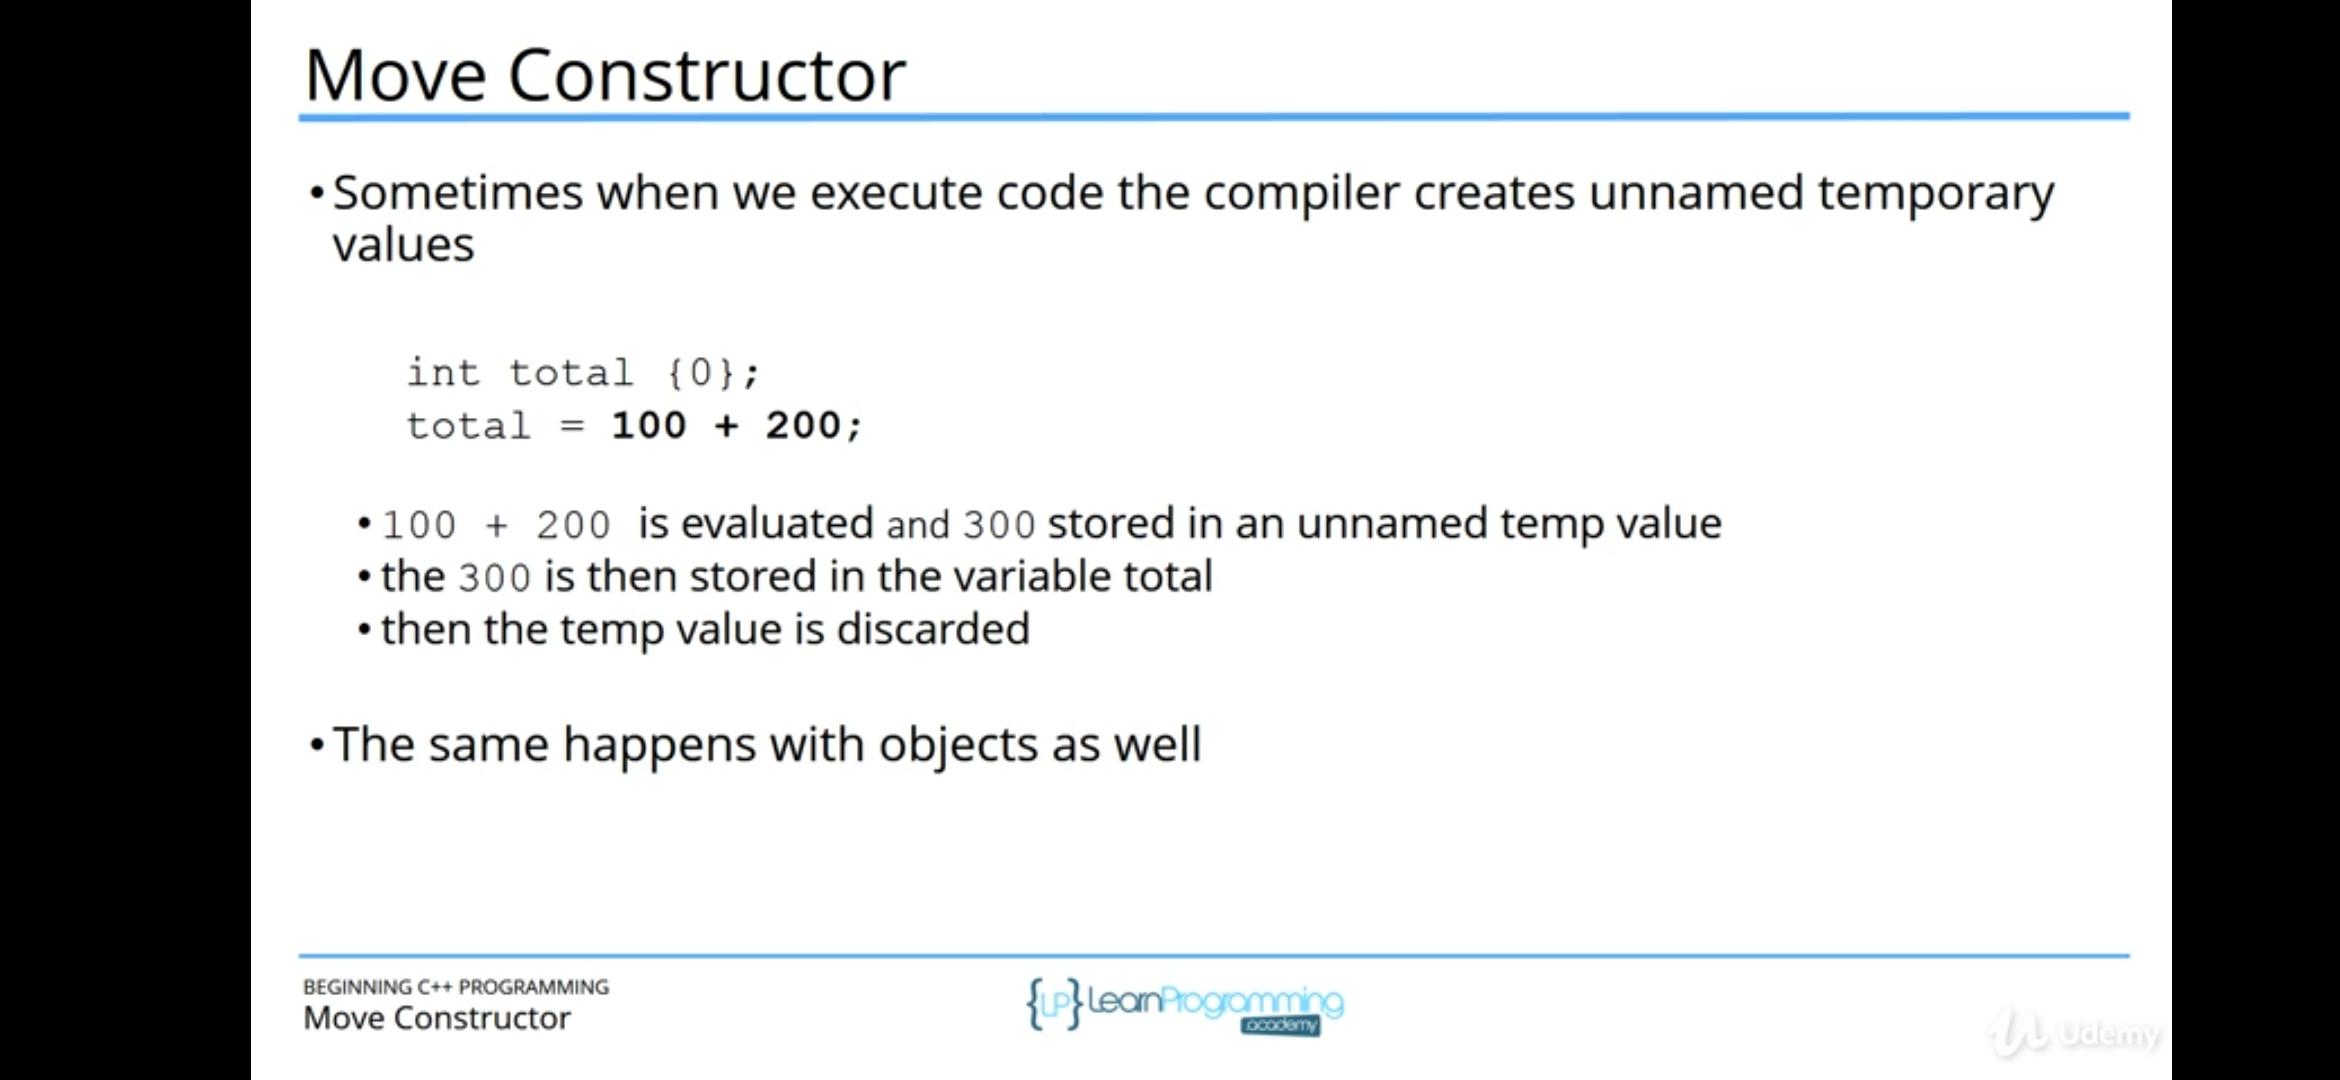 Move Constructor
•Sometimes when we execute code the compiler creates unnamed temporary
values
int total {0};
total = 100 + 200;
•100 + 200 is evaluated and 300 stored in an unnamed temp value
•the 300 is then stored in the variable total
•then the temp value is discarded
•The same happens with objects as well
BEGINNING C++ PROGRAMMING
Move Constructor
{LP} LearnProgramming
academy
Udemy